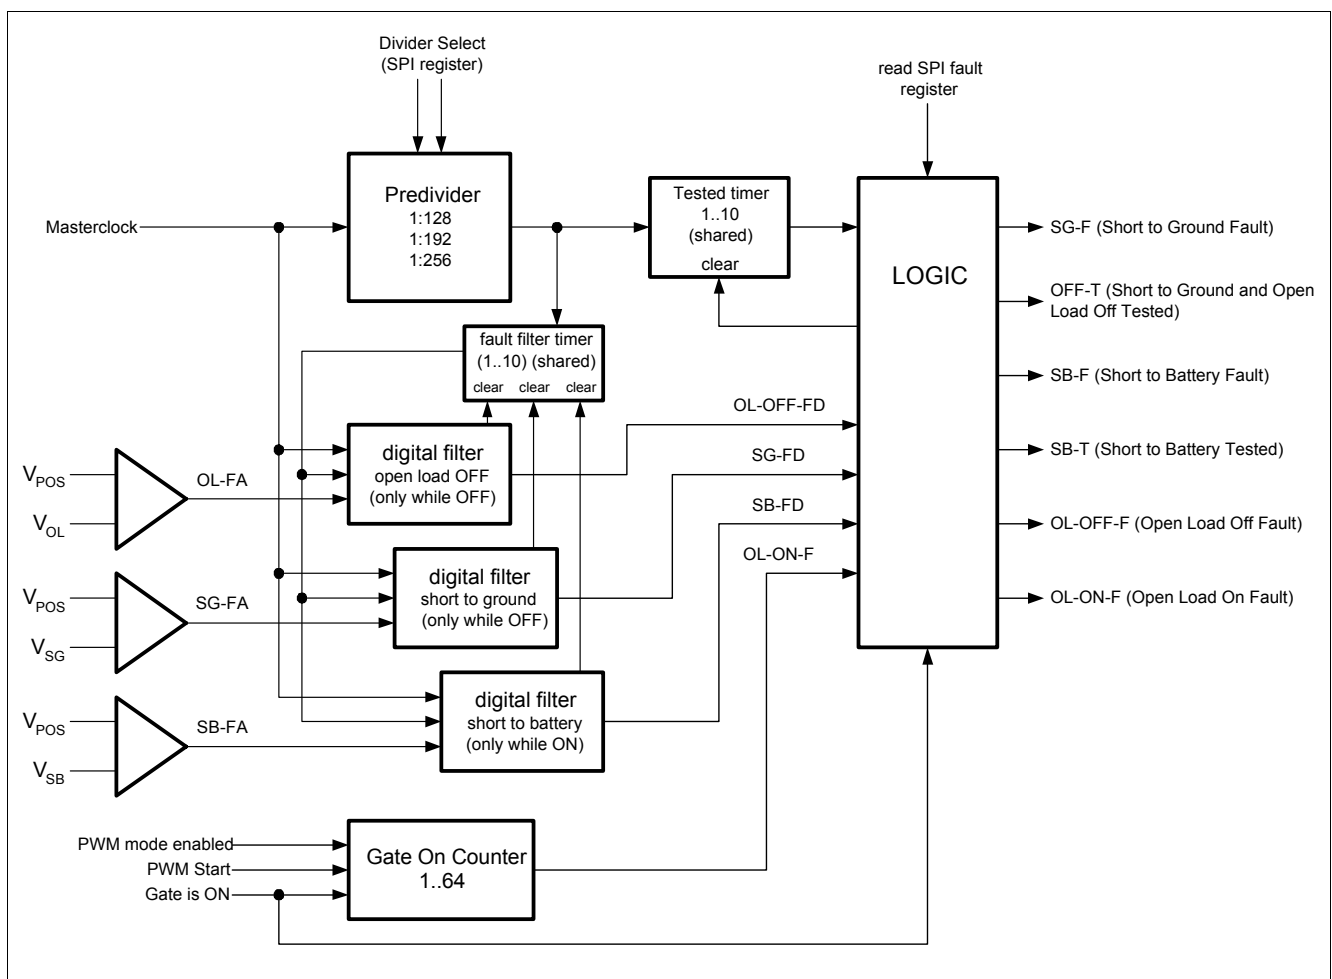 Divider Select
(SPI register)
read SPI fault
register
Masterclock
Predivider
1:128
1:192
1:256
Tested timer
1..10
(shared)
clear
LOGIC
SG-F (Short to Ground Fault)
OFF-T (Short to Ground and Open
Load Off Tested)
SB-F (Short to Battery Fault)
SB-T (Short to Battery Tested)
OL-OFF-F (Open Load Off Fault)
OL-ON-F (Open Load On Fault)
fault filter timer
(1..10) (shared)
clear clear clear
OL-OFF-FD
SG-FD
SB-FD
OL-ON-F
VPOS
VOL
OL-FA
digital filter
open load OFF
(only while OFF)
VPOS
VSG
SG-FA
digital filter
short to ground
(only while OFF)
VPOS
VSB
SB-FA
digital filter
short to battery
(only while ON)
PWM mode enabled
PWM Start
Gate is ON
Gate On Counter
1..64